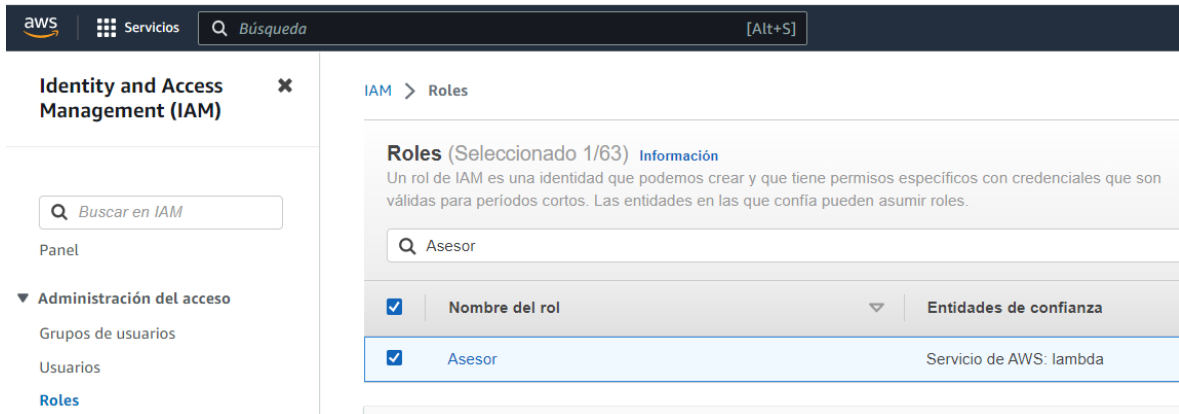 aws
Servicios
Búsqueda
[Alt+S]
Identity and Access
Management (IAM)
Buscar en IAM
Panel
Administración del acceso
Grupos de usuarios
Usuarios
Roles
IAM > Roles
Roles (Seleccionado 1/63) Información
Un rol de IAM es una identidad que podemos crear y que tiene permisos específicos con credenciales que son
válidas para períodos cortos. Las entidades en las que confía pueden asumir roles.
Asesor
Nombre del rol
Entidades de confianza
Asesor
Servicio de AWS: lambda